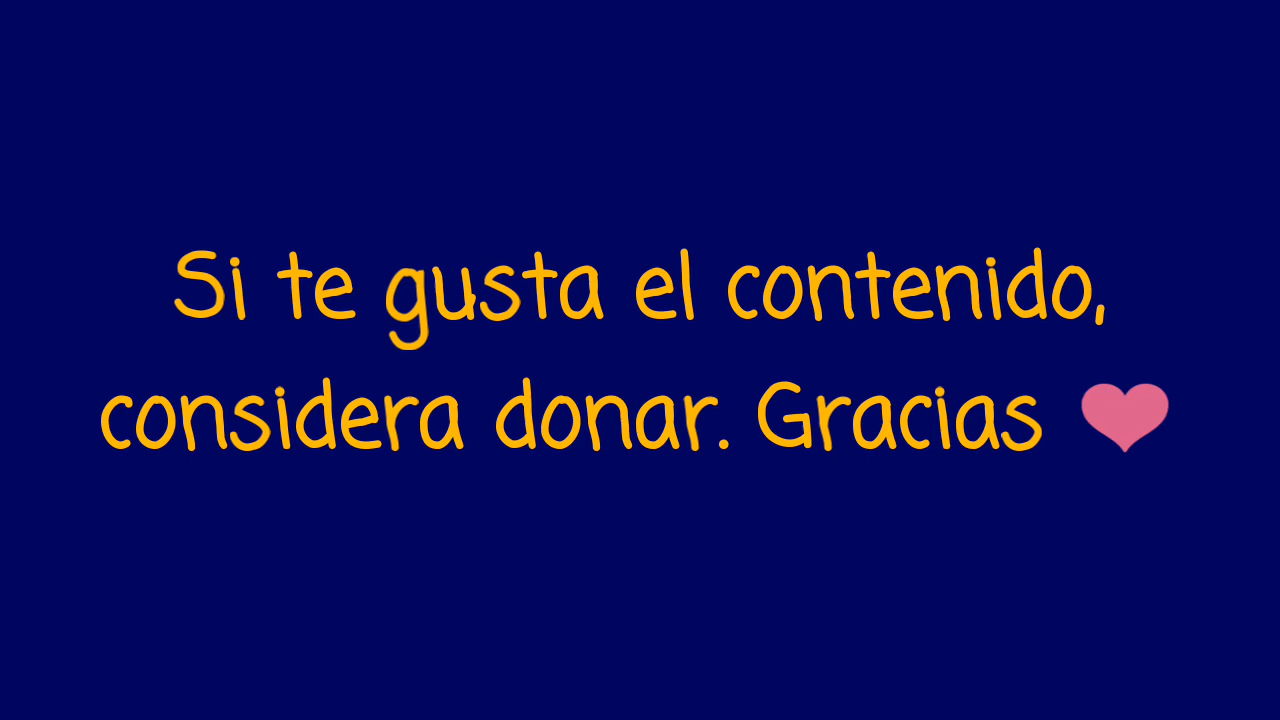 Si te gusta el contenido,
considera donar. Gracias ❤